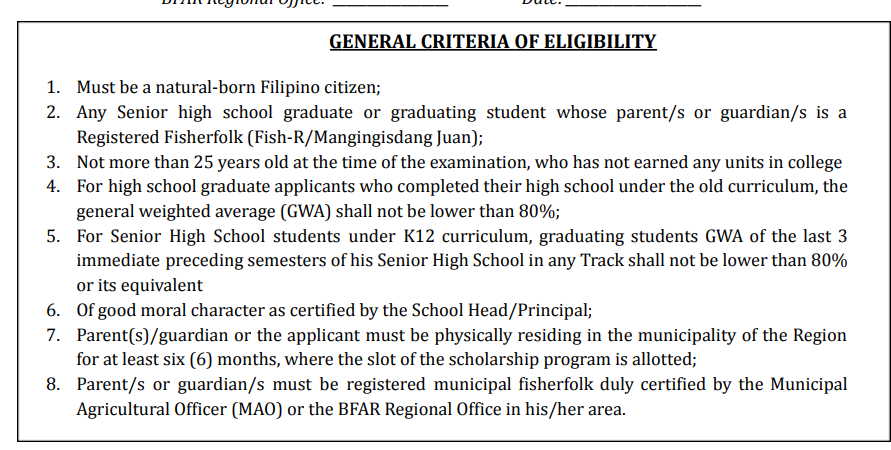 BFAR Regional Office: _______________ Date: __________________
GENERAL CRITERIA OF ELIGIBILITY
1. Must be a natural-born Filipino citizen;
2. Any Senior high school graduate or graduating student whose parent/s or guardian/s is a
Registered Fisherfolk (Fish-R/Mangingisdang Juan);
3. Not more than 25 years old at the time of the examination, who has not earned any units in college
4. For high school graduate applicants who completed their high school under the old curriculum, the
general weighted average (GWA) shall not be lower than 80%;
5. For Senior High School students under K12 curriculum, graduating students GWA of the last 3
immediate preceding semesters of his Senior High School in any Track shall not be lower than 80%
or its equivalent
6. Of good moral character as certified by the School Head/Principal;
7. Parent(s)/guardian or the applicant must be physically residing in the municipality of the Region
for at least six (6) months, where the slot of the scholarship program is allotted;
8. Parent/s or guardian/s must be registered municipal fisherfolk duly certified by the Municipal
Agricultural Officer (MAO) or the BFAR Regional Office in his/her area.